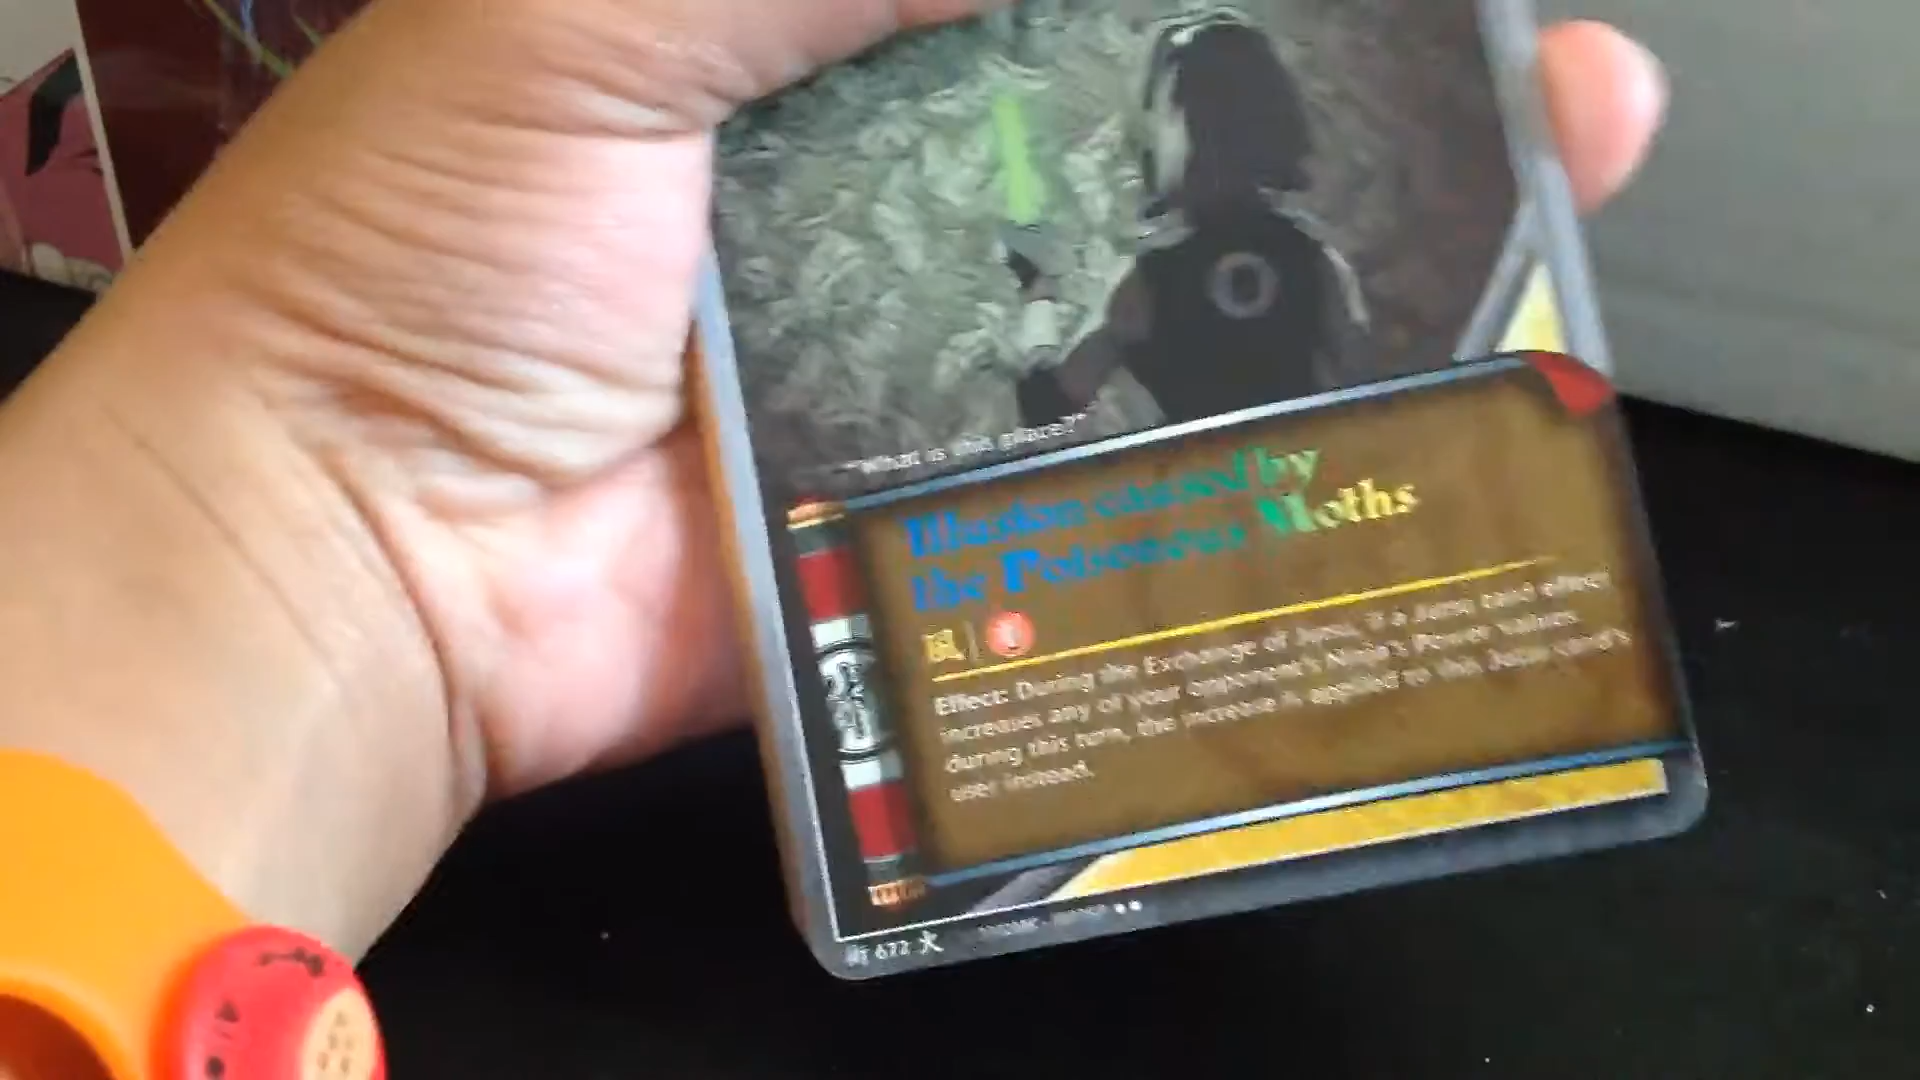 "What is this place?"
Illusion caused by
the Poisonous Moths
Effect: During the Exchange of Jutsu, if a Jutsu card effect
increases any of your opponent's Ninja's Power Values
during this turn, the increase is applied to this Jutsu card's
user instead.
術 672 火